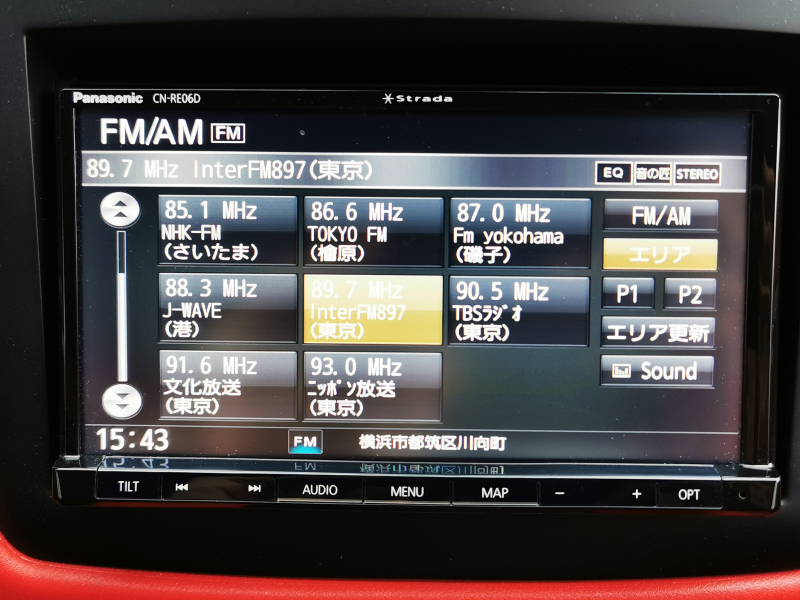 Panasonic CN-RE06D Strada
FM/AM FM
89.7 MHz InterFM897(東京) EQ 音の匠 STEREO
85.1 MHz
NHK-FM
(さいたま)
86.6 MHz
TOKYO FM
(檜原)
87.0 MHz
Fm yokohama
(磯子)
FM/AM
エリア
88.3 MHz
J-WAVE
(港)
89.7 MHz
InterFM897
(東京)
90.5 MHz
TBSラジオ
(東京)
P1 P2
エリア更新
91.6 MHz
文化放送
(東京)
93.0 MHz
ニッポン放送
(東京)
Sound
15:43 FM 横浜市都筑区川向町
TILT AUDIO MENU MAP − + OPT